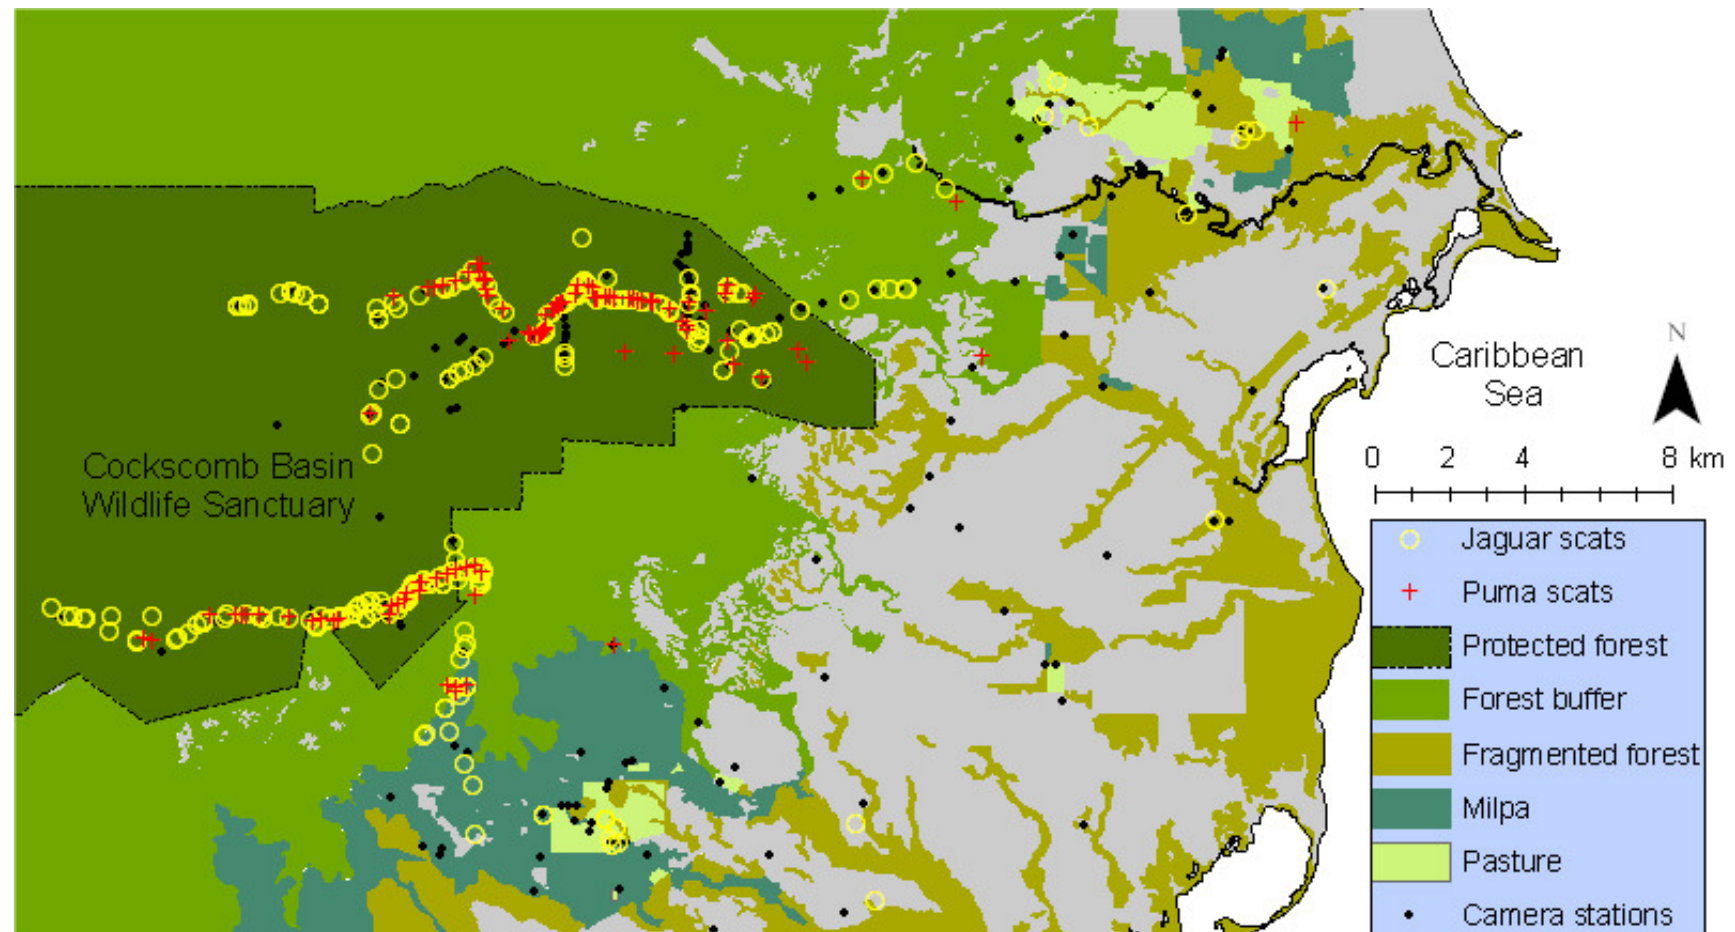 Cockscomb Basin
Wildlife Sanctuary
Caribbean
Sea
N
0 2 4 8 km
Jaguar scats
Puma scats
Protected forest
Forest buffer
Fragmented forest
Milpa
Pasture
Camera stations